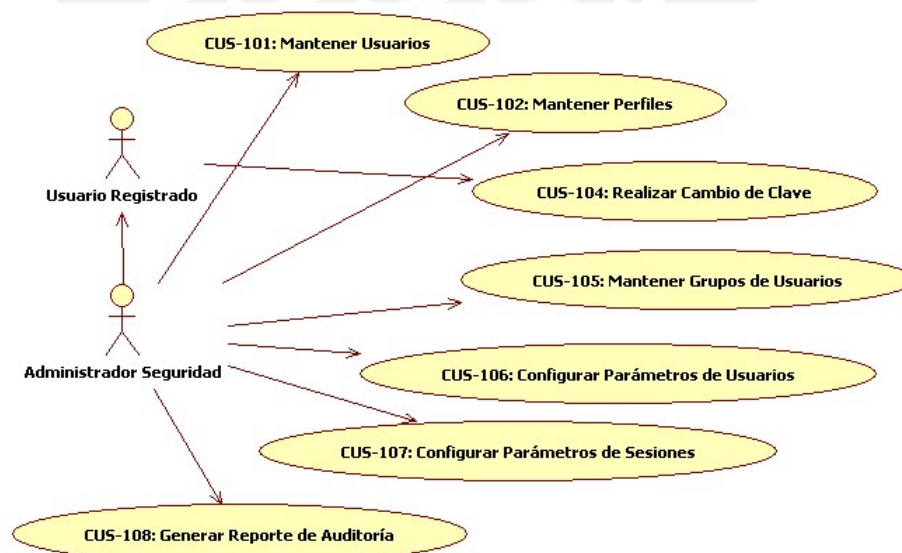 CUS-101: Mantener Usuarios
CUS-102: Mantener Perfiles
Usuario Registrado
CUS-104: Realizar Cambio de Clave
CUS-105: Mantener Grupos de Usuarios
Administrador Seguridad
CUS-106: Configurar Parámetros de Usuarios
CUS-107: Configurar Parámetros de Sesiones
CUS-108: Generar Reporte de Auditoría